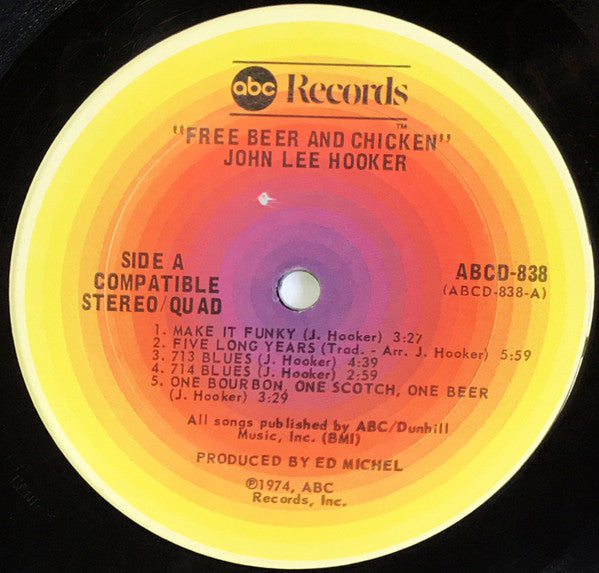 abc Records
TM
"FREE BEER AND CHICKEN"
JOHN LEE HOOKER
SIDE A
COMPATIBLE
STEREO/QUAD
ABCD-838
(ABCD-838-A)
1. MAKE IT FUNKY (J. Hooker) 3:27
2. FIVE LONG YEARS (Trad. - Arr. J. Hooker) 5:59
3. 713 BLUES (J. Hooker) 4:39
4. 714 BLUES (J. Hooker) 2:59
5. ONE BOURBON, ONE SCOTCH, ONE BEER
(J. Hooker) 3:29
All songs published by ABC/Dunhill
Music, Inc. (BMI)
PRODUCED BY ED MICHEL
℗1974, ABC
Records, Inc.